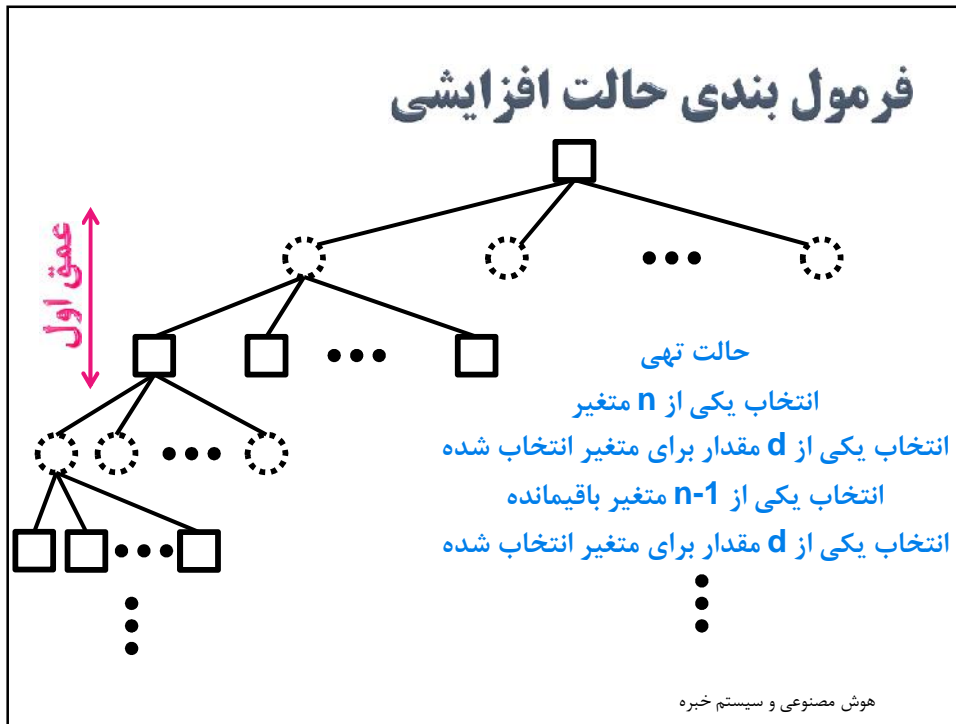 فرمول بندی حالت افزایشی
عمق اول
حالت تهی
انتخاب یکی از n متغیر
انتخاب یکی از d مقدار برای متغیر انتخاب شده
انتخاب یکی از n-1 متغیر باقیمانده
انتخاب یکی از d مقدار برای متغیر انتخاب شده
هوش مصنوعی و سیستم خبره